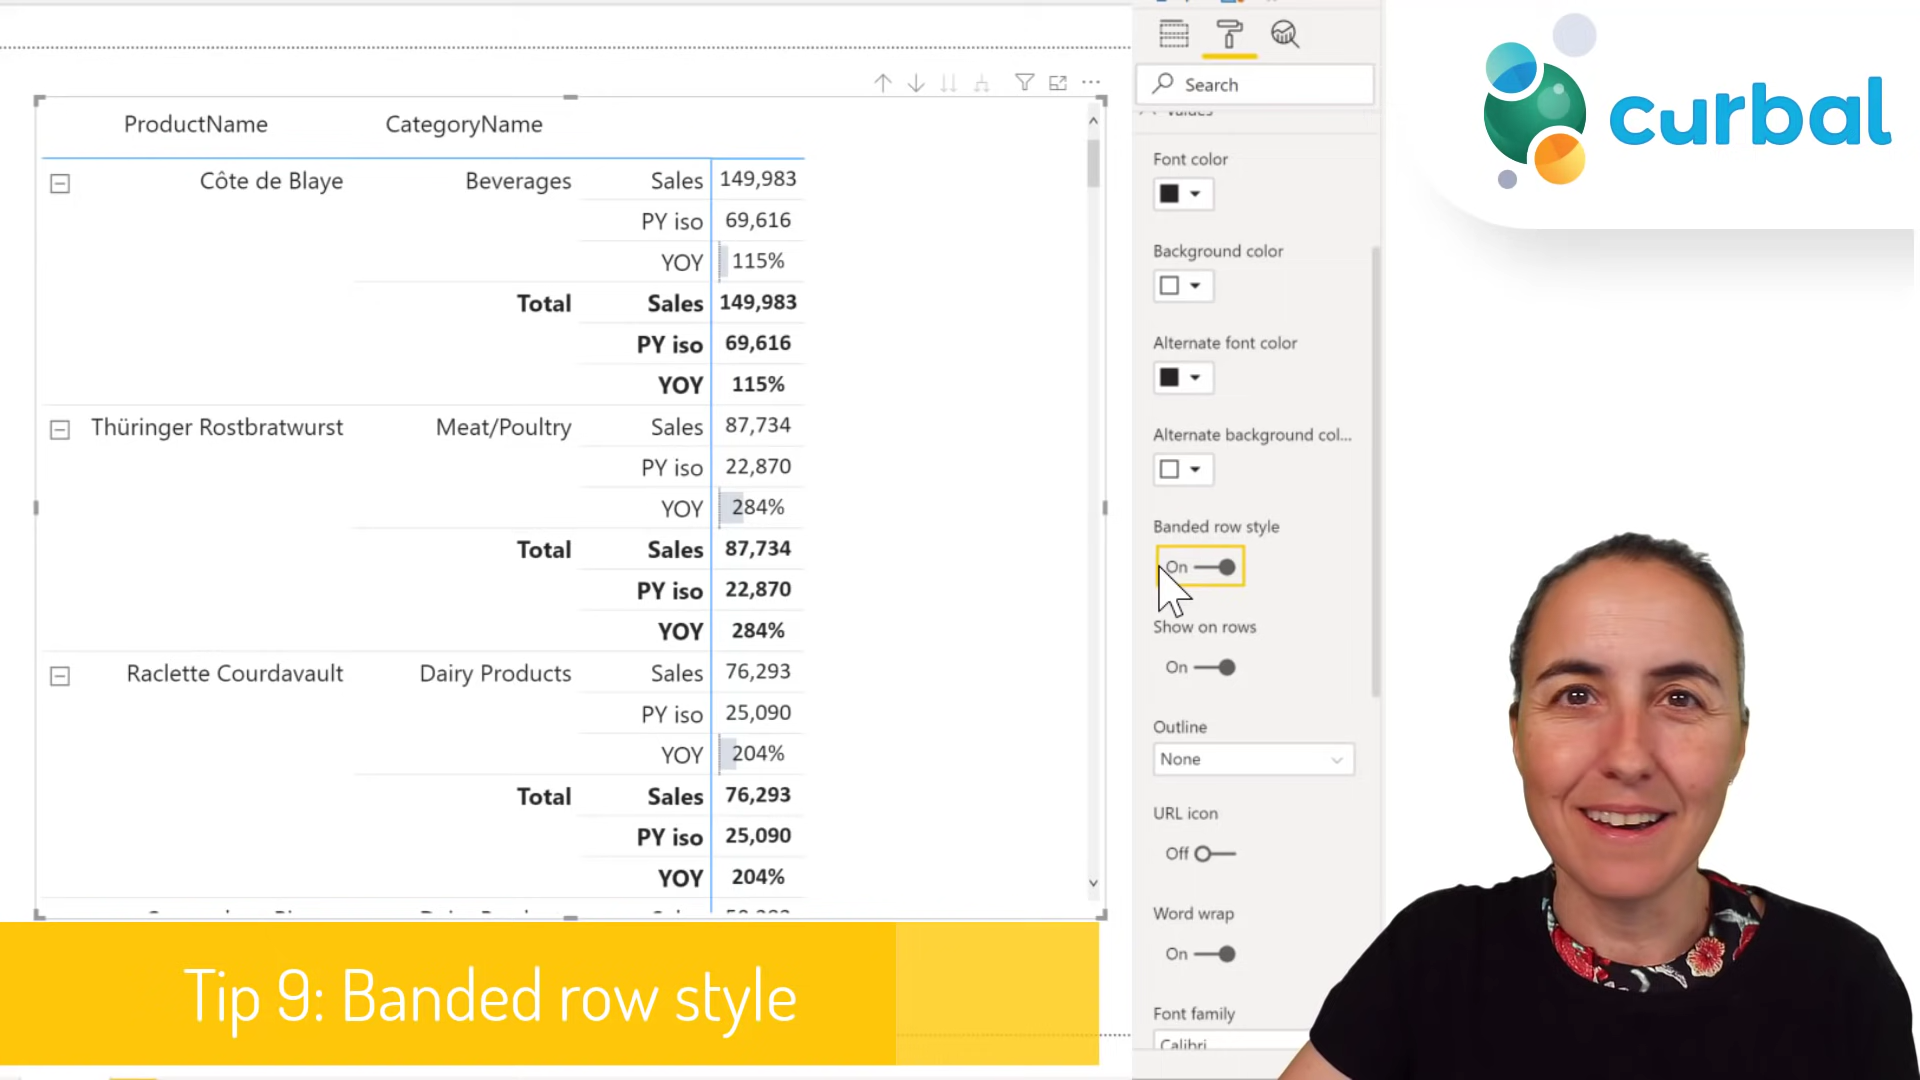 ProductName CategoryName
Côte de Blaye Beverages Sales 149,983
PY iso 69,616
YOY 115%
Total Sales 149,983
PY iso 69,616
YOY 115%
Thüringer Rostbratwurst Meat/Poultry Sales 87,734
PY iso 22,870
YOY 284%
Total Sales 87,734
PY iso 22,870
YOY 284%
Raclette Courdavault Dairy Products Sales 76,293
PY iso 25,090
YOY 204%
Total Sales 76,293
PY iso 25,090
YOY 204%
Tip 9: Banded row style
Search
Values
Font color
Background color
Alternate font color
Alternate background col...
Banded row style
On
Show on rows
On
Outline
None
URL icon
Off
Word wrap
On
Font family
Calibri
curbal